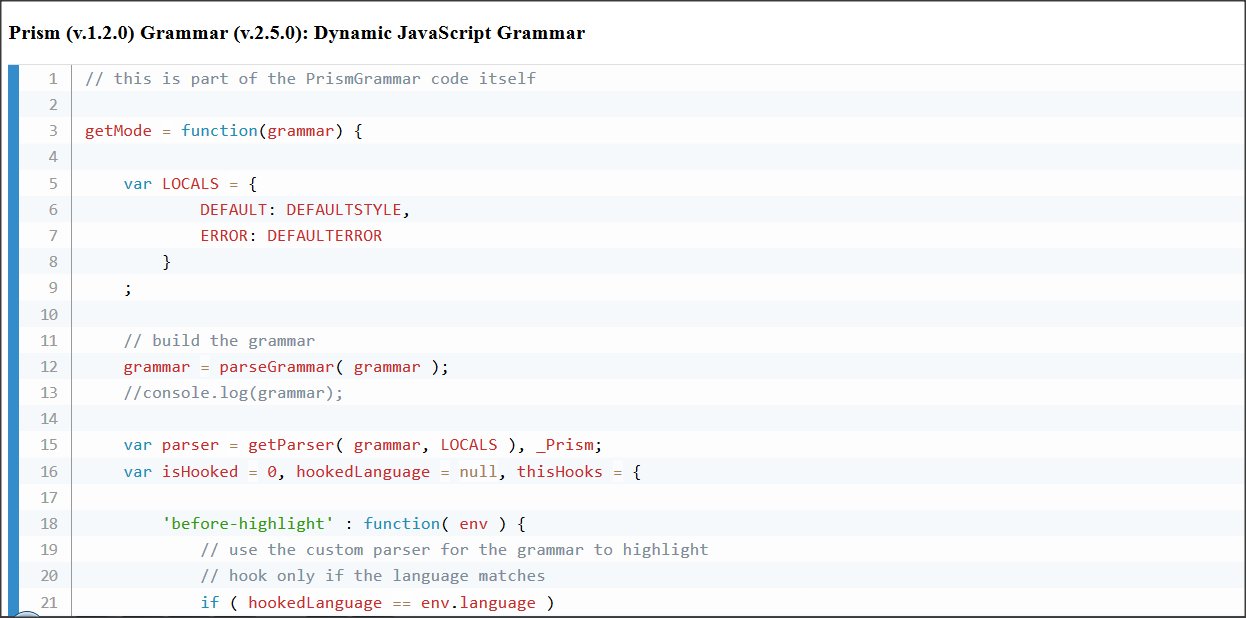 Prism (v.1.2.0) Grammar (v.2.5.0): Dynamic JavaScript Grammar
1 // this is part of the PrismGrammar code itself
2
3 getMode = function(grammar) {
4
5     var LOCALS = {
6             DEFAULT: DEFAULTSTYLE,
7             ERROR: DEFAULTERROR
8         }
9     ;
10
11     // build the grammar
12     grammar = parseGrammar( grammar );
13     //console.log(grammar);
14
15     var parser = getParser( grammar, LOCALS ), _Prism;
16     var isHooked = 0, hookedLanguage = null, thisHooks = {
17
18         'before-highlight' : function( env ) {
19             // use the custom parser for the grammar to highlight
20             // hook only if the language matches
21             if ( hookedLanguage == env.language )